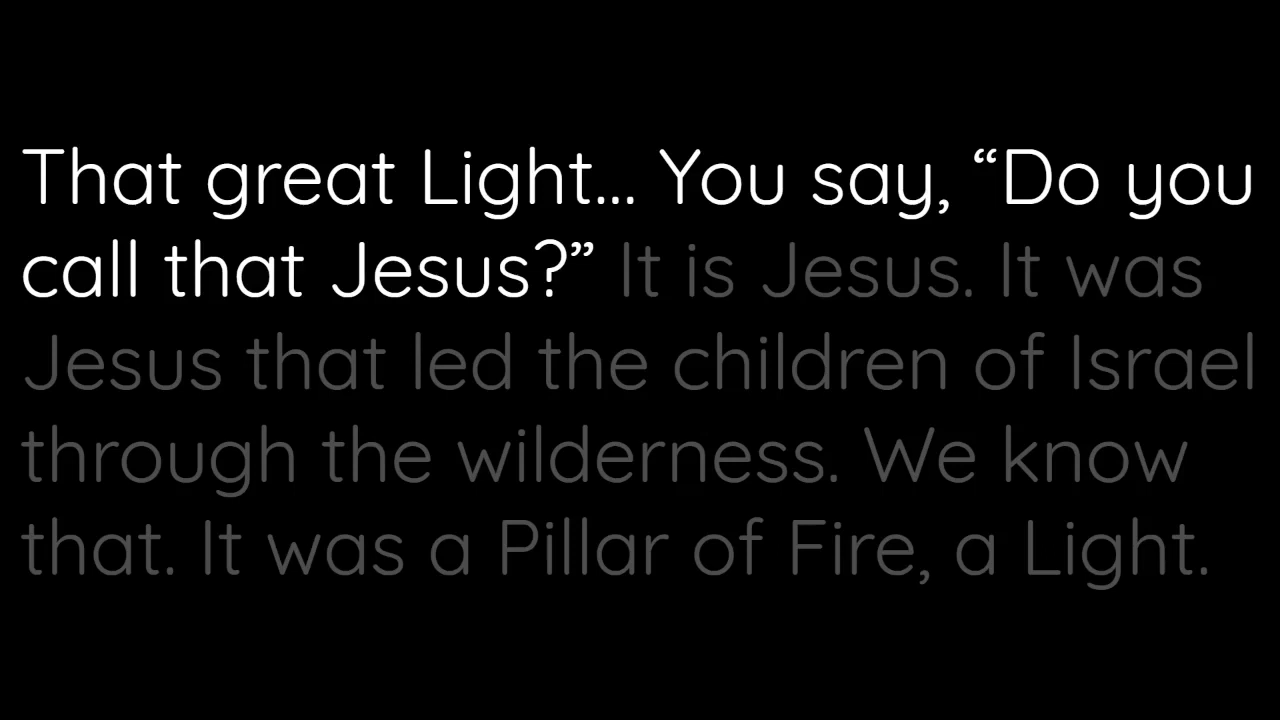 That great Light... You say, “Do you
call that Jesus?” It is Jesus. It was
Jesus that led the children of Israel
through the wilderness. We know
that. It was a Pillar of Fire, a Light.